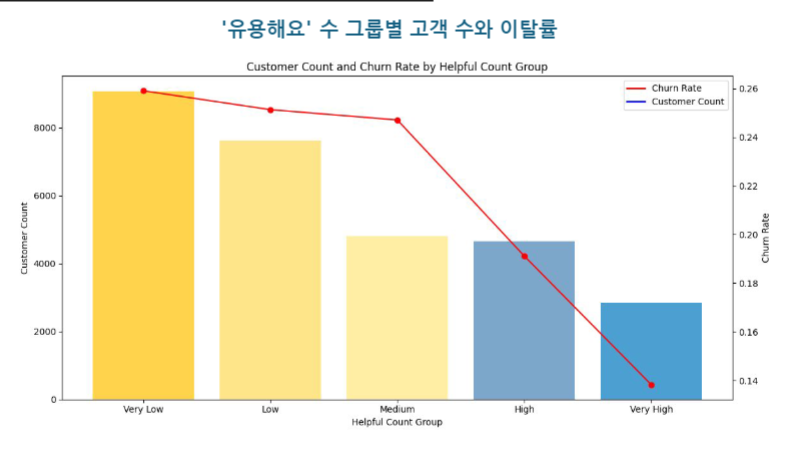 '유용해요' 수 그룹별 고객 수와 이탈률
Customer Count and Churn Rate by Helpful Count Group
Churn Rate
Customer Count
8000
6000
4000
2000
0
Customer Count
0.26
0.24
0.22
0.20
0.18
0.16
0.14
Churn Rate
Very Low
Low
Medium
High
Very High
Helpful Count Group